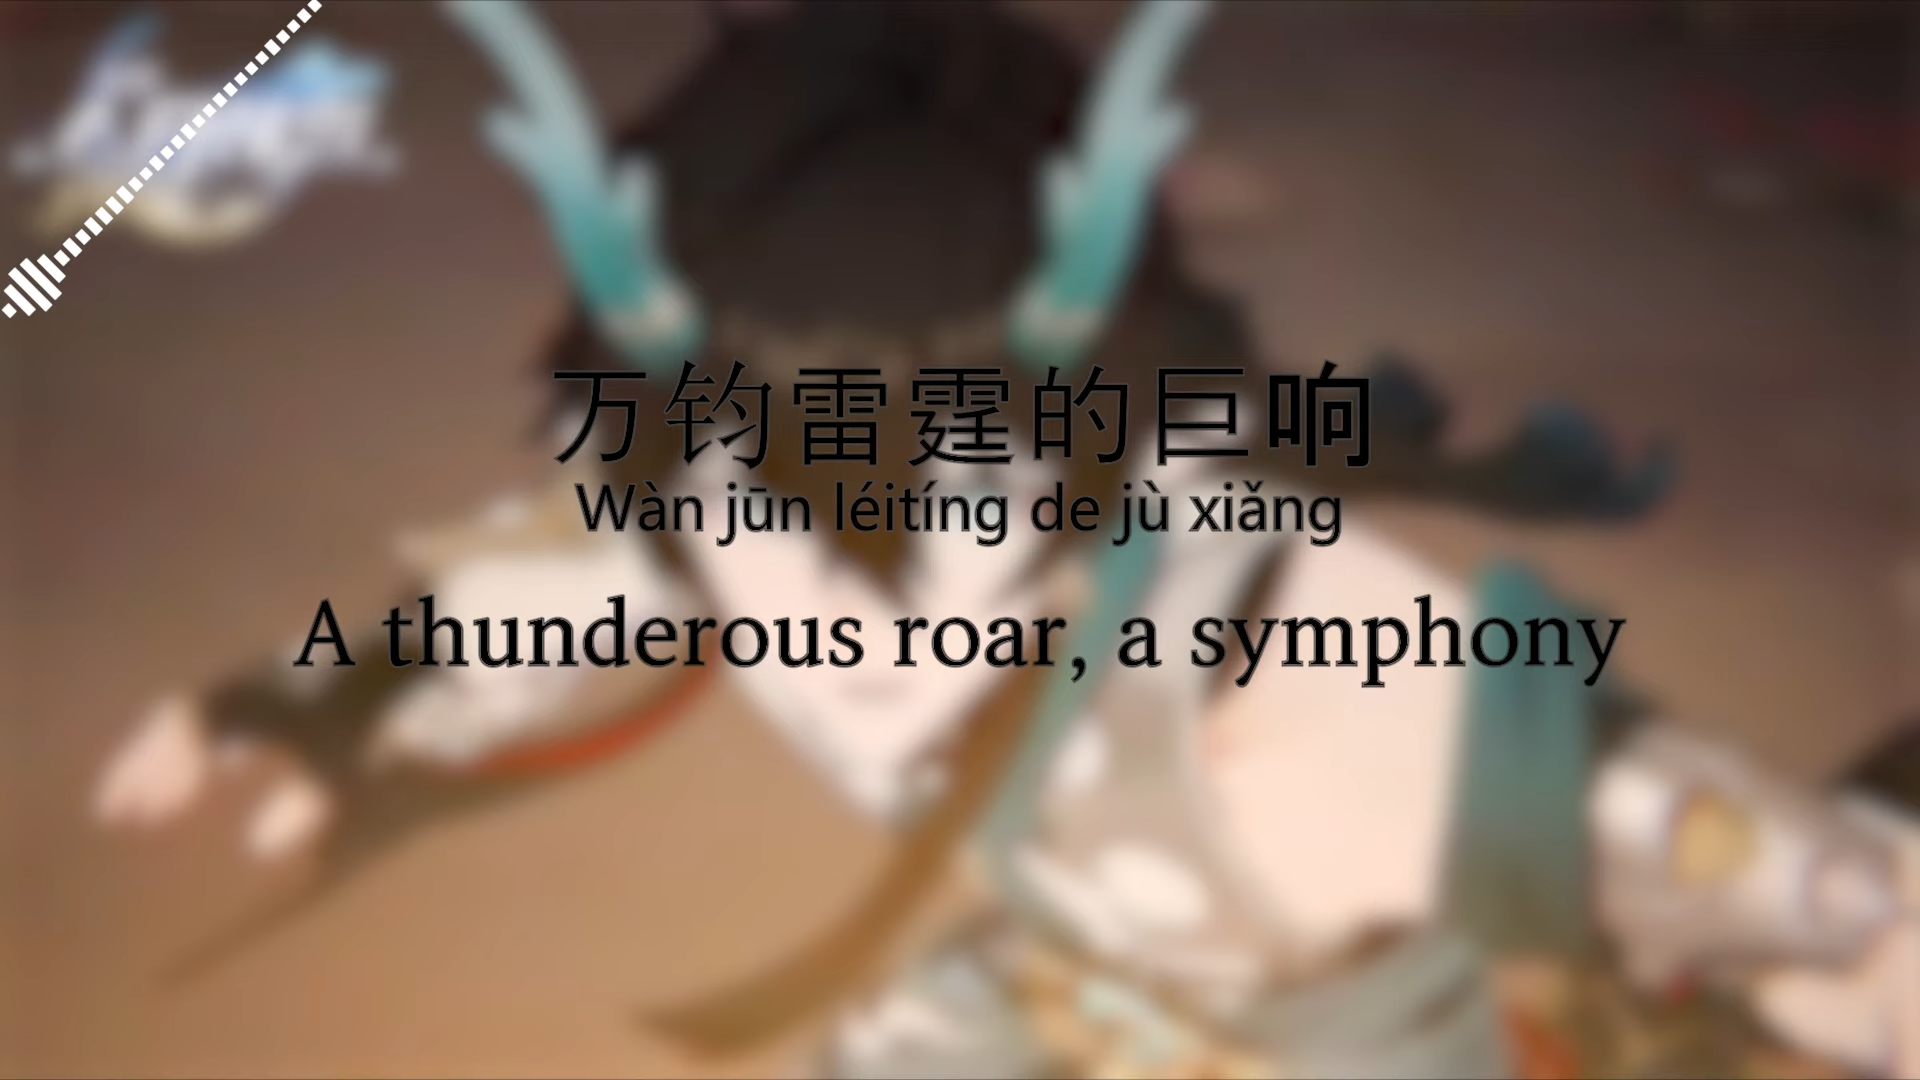 万钧雷霆的巨响
Wàn jūn léitíng de jù xiǎng
A thunderous roar, a symphony